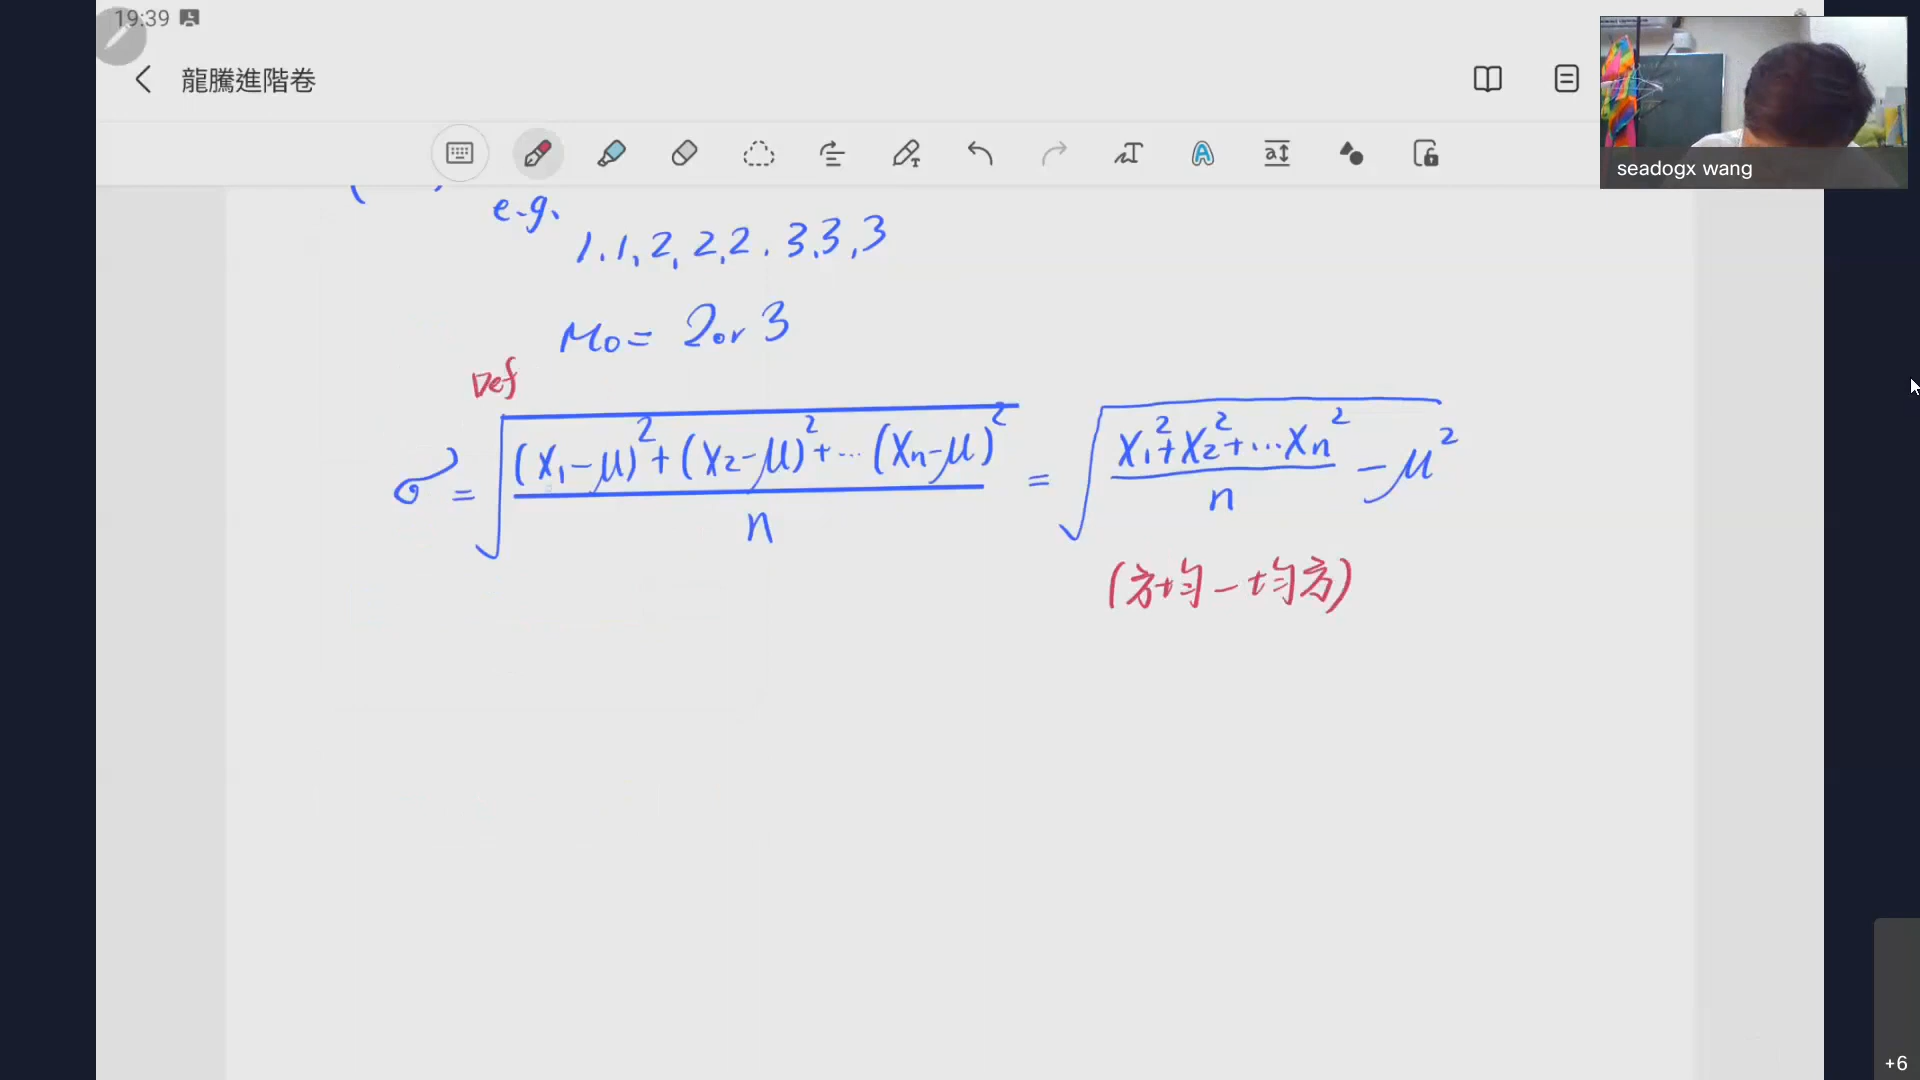 19:39
龍騰進階卷
seadogx wang
e.g.
1.1,2,2,2.3,3,3
Mo = 2 or 3
Def
σ = √((x₁-μ)²+(x₂-μ)²+…(xₙ-μ)²/n) = √(x₁²+x₂²+…xₙ²/n - μ²)
(方均-均方)
+6